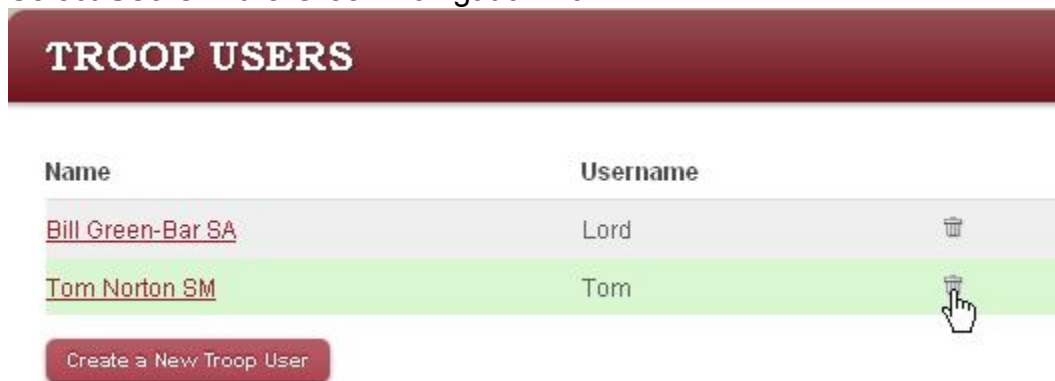 TROOP USERS
Name Username
Bill Green-Bar SA Lord
Tom Norton SM Tom
Create a New Troop User